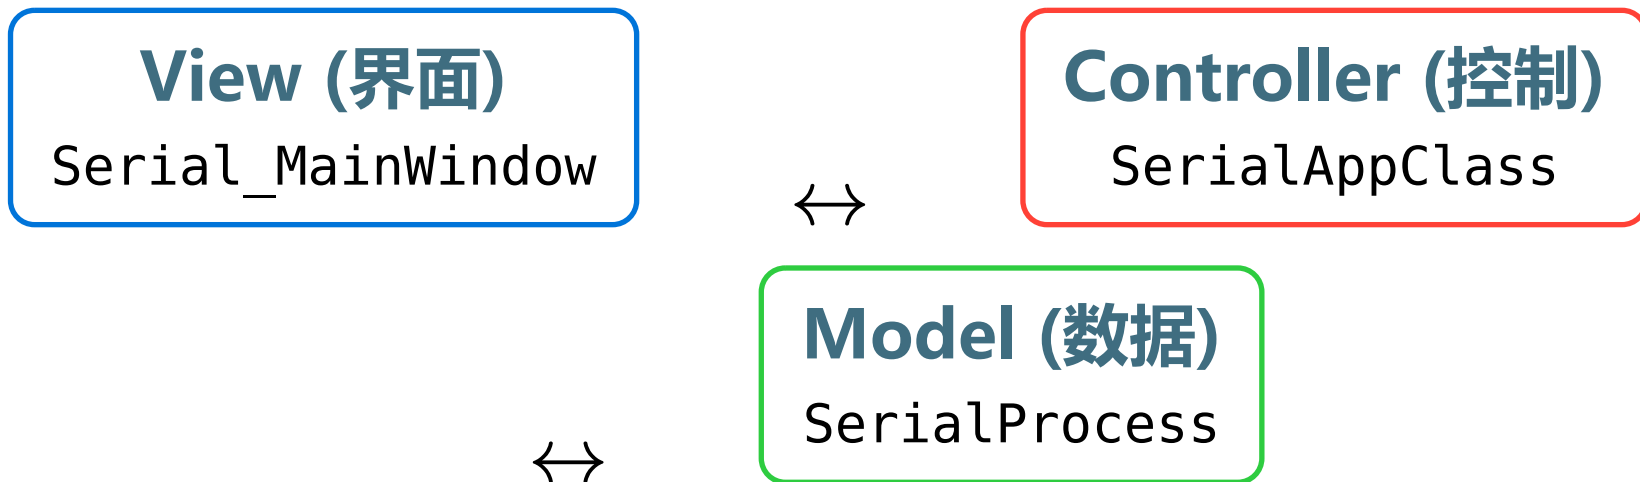 View (界面)
Serial_MainWindow
↔
Controller (控制)
SerialAppClass
↔
Model (数据)
SerialProcess